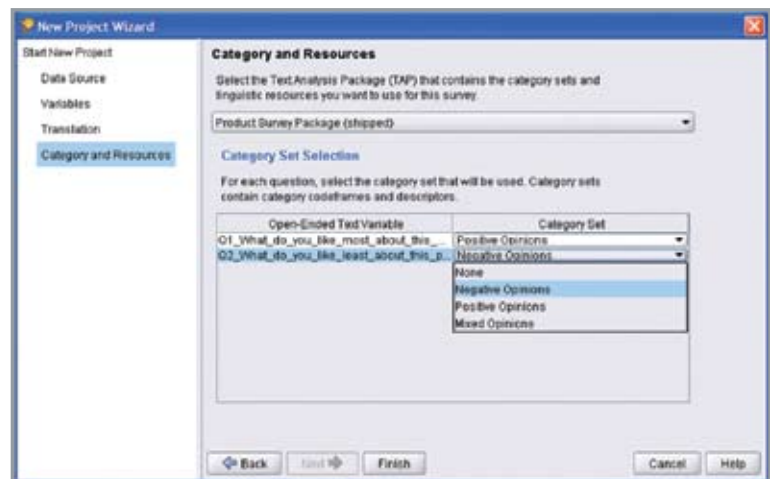 New Project Wizard
Start New Project
Data Source
Variables
Translation
Category and Resources
Category and Resources
Select the Text Analysis Package (TAP) that contains the category sets and
linguistic resources you want to use for this survey.
Product Survey Package (shipped)
Category Set Selection
For each question, select the category set that will be used. Category sets
contain category codeframes and descriptors.
Open-Ended Text Variable Category Set
Q1_What_do_you_like_most_about_this_... Positive Opinions
Q2_What_do_you_like_least_about_this_p... Negative Opinions
None
Negative Opinions
Positive Opinions
Mixed Opinions
Back Next Finish Cancel Help